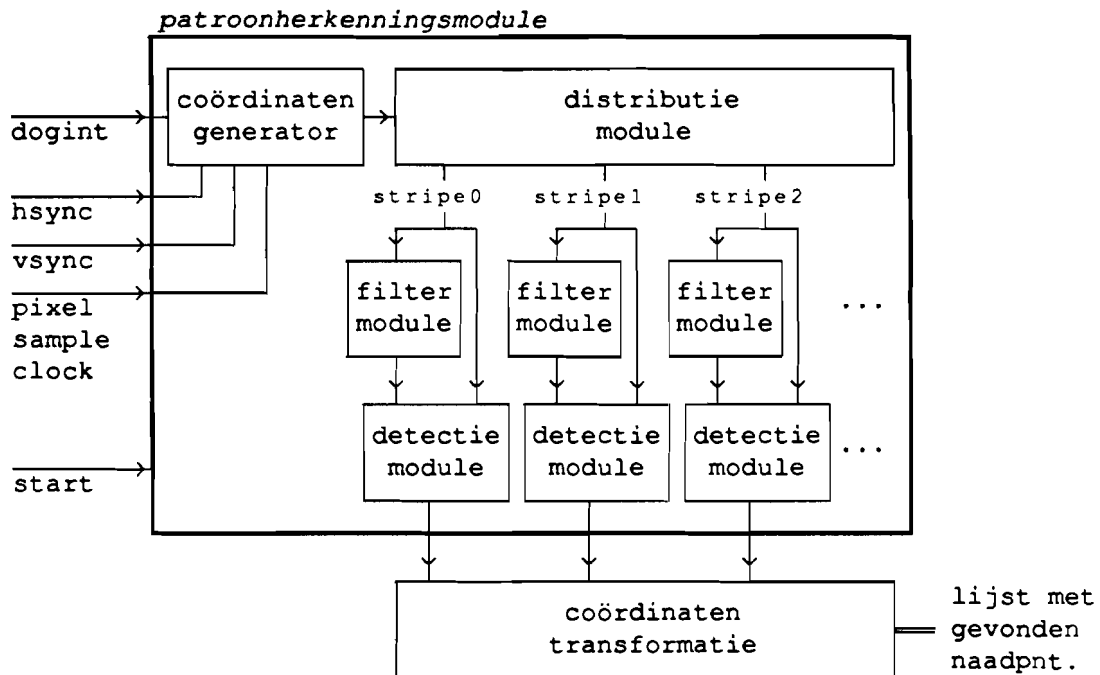 patroonherkenningsmodule
coördinaten
generator
distributie
module
dogint
hsync
vsync
pixel
sample
clock
start
stripe0
stripe1
stripe2
filter
module
filter
module
filter
module
...
detectie
module
detectie
module
detectie
module
...
coördinaten
transformatie
lijst met
gevonden
naadpnt.